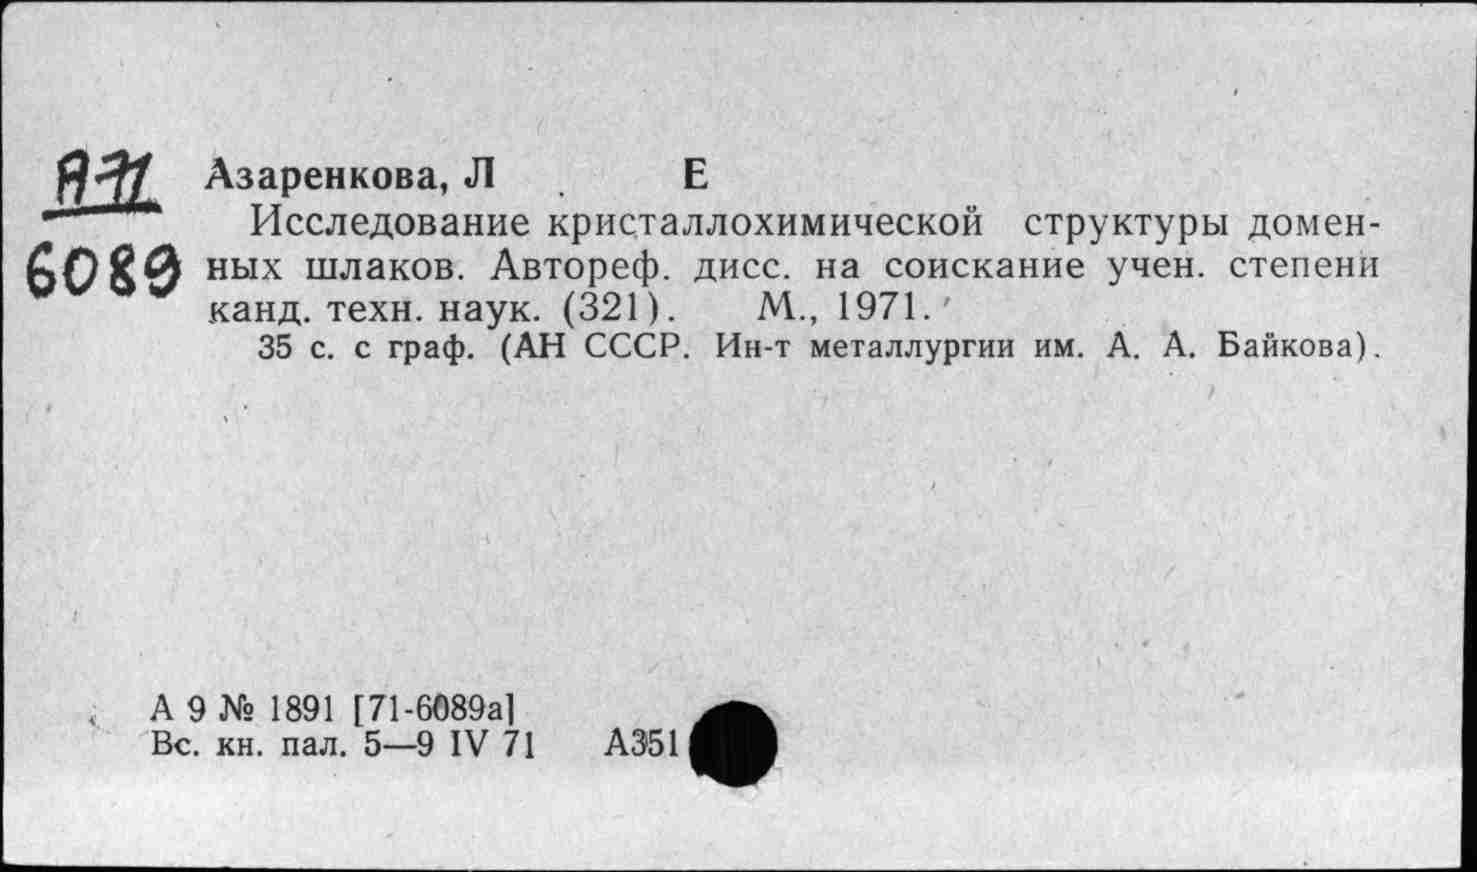 А-71
6089
Азаренкова, Л Е
Исследование кристаллохимической структуры домен-
ных шлаков. Автореф. дисс. на соискание учен. степени
канд. техн. наук. (321). М., 1971.
35 с. с граф. (АН СССР. Ин-т металлургии им. А. А. Байкова).
А 9 № 1891 [71-6089а]
Вс. кн. пал. 5—9 IV 71 А351